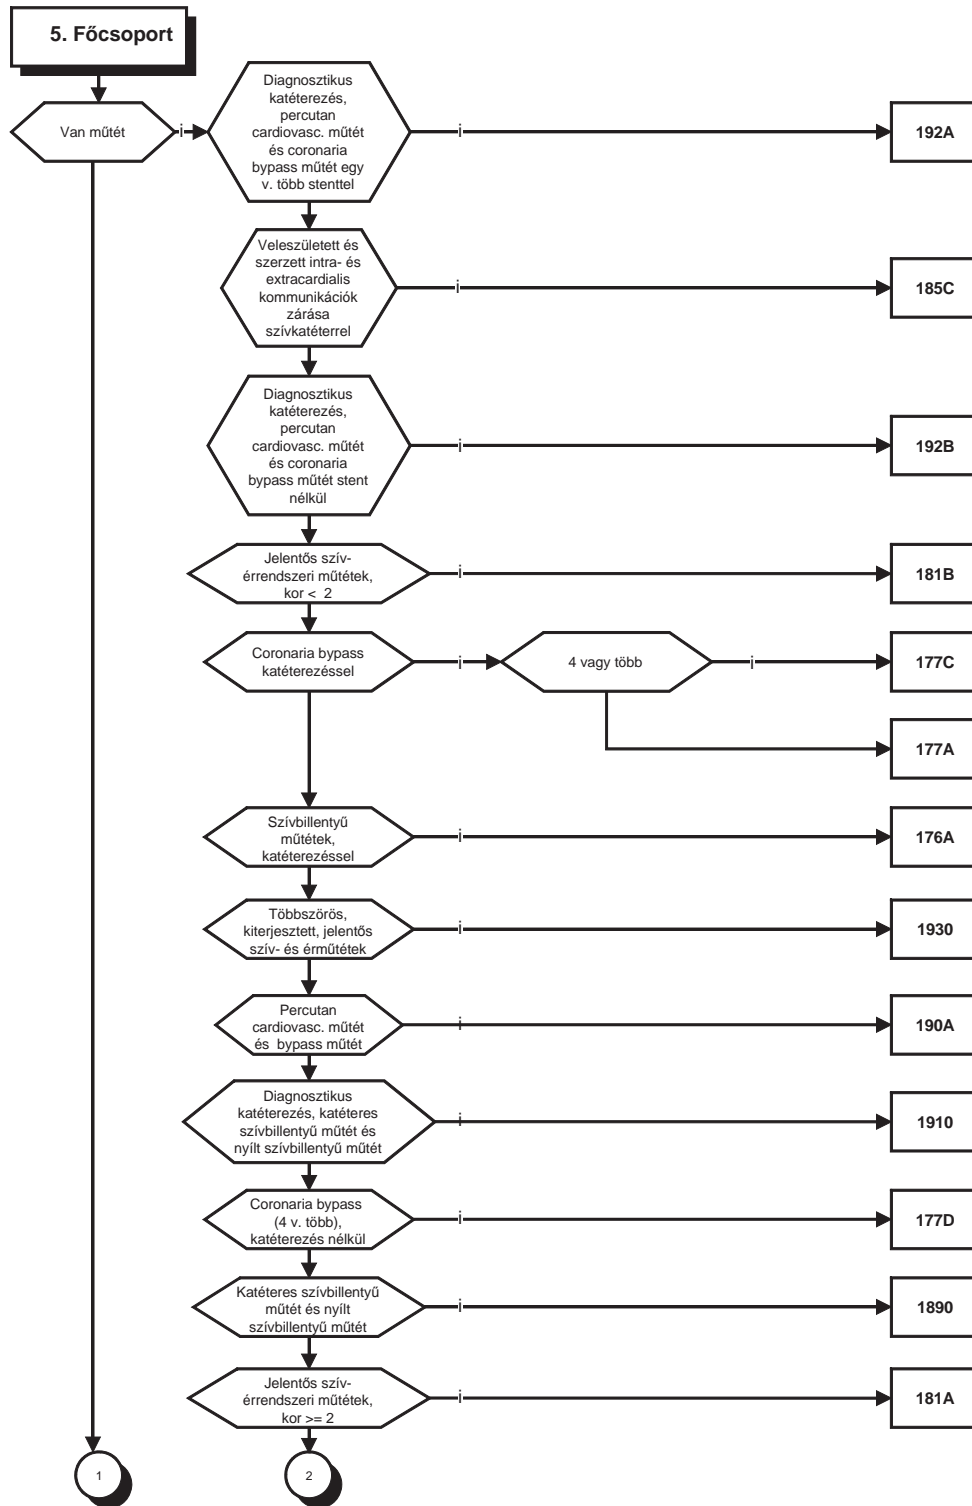 5. Főcsoport
Van műtét
i
Diagnosztikus
katéterezés,
percutan
cardiovasc. műtét
és coronaria
bypass műtét egy
v. több stenttel
i
192A
Veleszületett és
szerzett intra- és
extracardialis
kommunikációk
zárása
szívkatéterrel
i
185C
Diagnosztikus
katéterezés,
percutan
cardiovasc. műtét
és coronaria
bypass műtét stent
nélkül
i
192B
Jelentős szív-
érrendszeri műtétek,
kor < 2
i
181B
Coronaria bypass
katéterezéssel
i
4 vagy több
i
177C
177A
Szívbillentyű
műtétek,
katéterezéssel
i
176A
Többszörös,
kiterjesztett, jelentős
szív- és érműtétek
i
1930
Percutan
cardiovasc. műtét
és bypass műtét
i
190A
Diagnosztikus
katéterezés, katéteres
szívbillentyű műtét és
nyílt szívbillentyű műtét
i
1910
Coronaria bypass
(4 v. több),
katéterezés nélkül
i
177D
Katéteres szívbillentyű
műtét és nyílt
szívbillentyű műtét
i
1890
Jelentős szív-
érrendszeri műtétek,
kor >= 2
i
181A
1
2